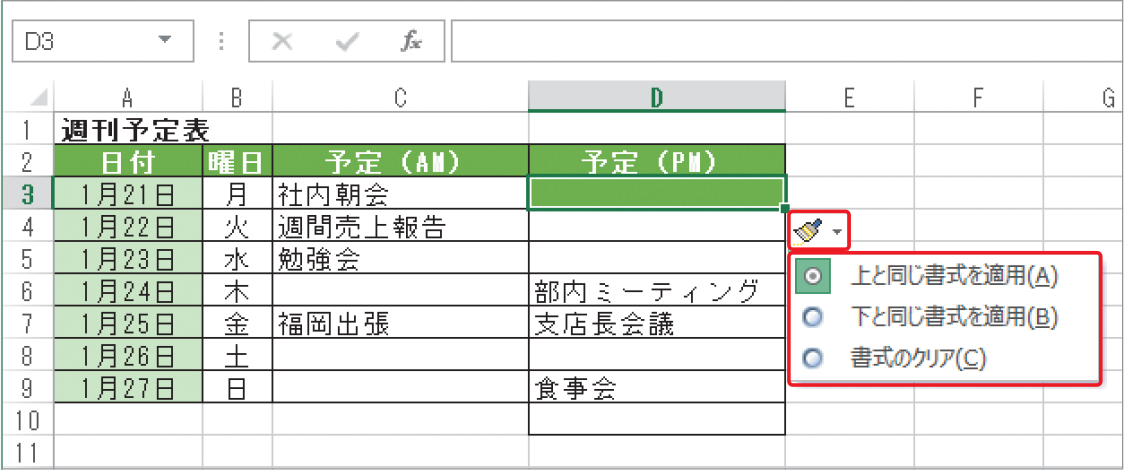 D3 fx
A B C D E F G
1 週刊予定表
2 日付 曜日 予定（AM） 予定（PM）
3 1月21日 月 社内朝会
4 1月22日 火 週間売上報告
5 1月23日 水 勉強会
上と同じ書式を適用(A)
6 1月24日 木 部内ミーティング
下と同じ書式を適用(B)
7 1月25日 金 福岡出張 支店長会議
書式のクリア(C)
8 1月26日 土
9 1月27日 日 食事会
10
11